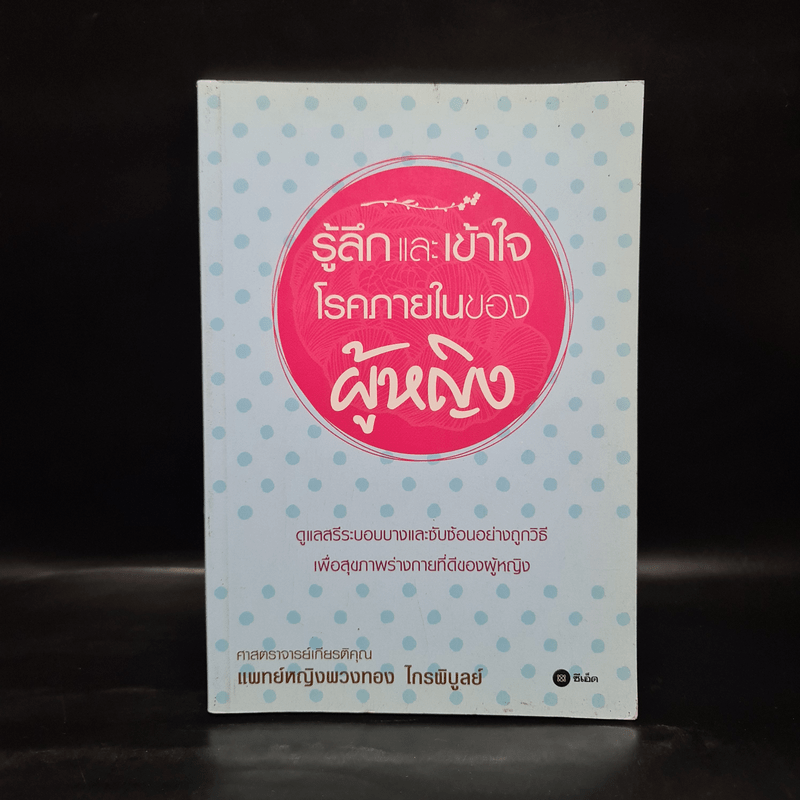 รู้ลึก และ เข้าใจ
โรคภายในของ
ผู้หญิง
ดูแลสรีระบอบบางและซับซ้อนอย่างถูกวิธี
เพื่อสุขภาพร่างกายที่ดีของผู้หญิง
ศาสตราจารย์เกียรติคุณ
แพทย์หญิงพวงทอง ไกรพิบูลย์
ซีเอ็ด